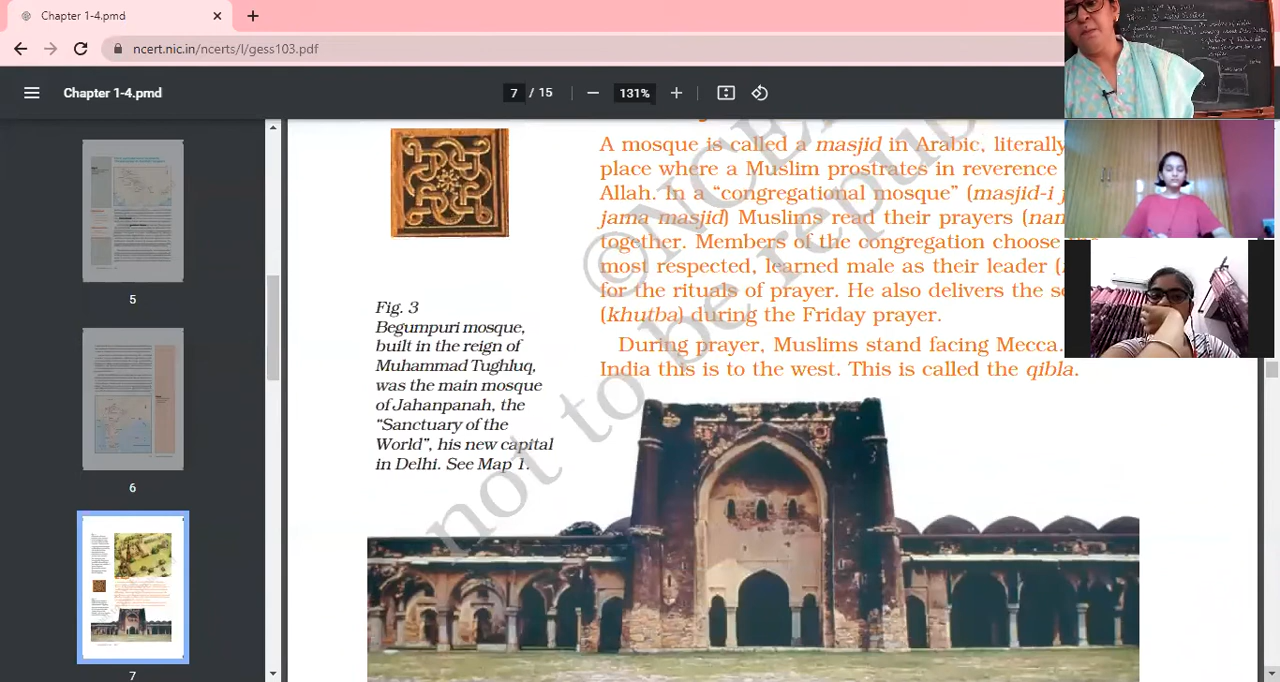 Chapter 1-4.pmd
ncert.nic.in/ncerts/l/gess103.pdf
Chapter 1-4.pmd
7 / 15
131%
5
6
7
A mosque is called a masjid in Arabic, literally
place where a Muslim prostrates in reverence
Allah. In a “congregational mosque” (masjid-i
jama masjid) Muslims read their prayers
together. Members of the congregation choose
most respected, learned male as their leader
for the rituals of prayer. He also delivers the
(khutba) during the Friday prayer.
During prayer, Muslims stand facing Mecca.
India this is to the west. This is called the qibla.
Fig. 3
Begumpuri mosque,
built in the reign of
Muhammad Tughluq,
was the main mosque
of Jahanpanah, the
“Sanctuary of the
World”, his new capital
in Delhi. See Map 1.
not to be republ